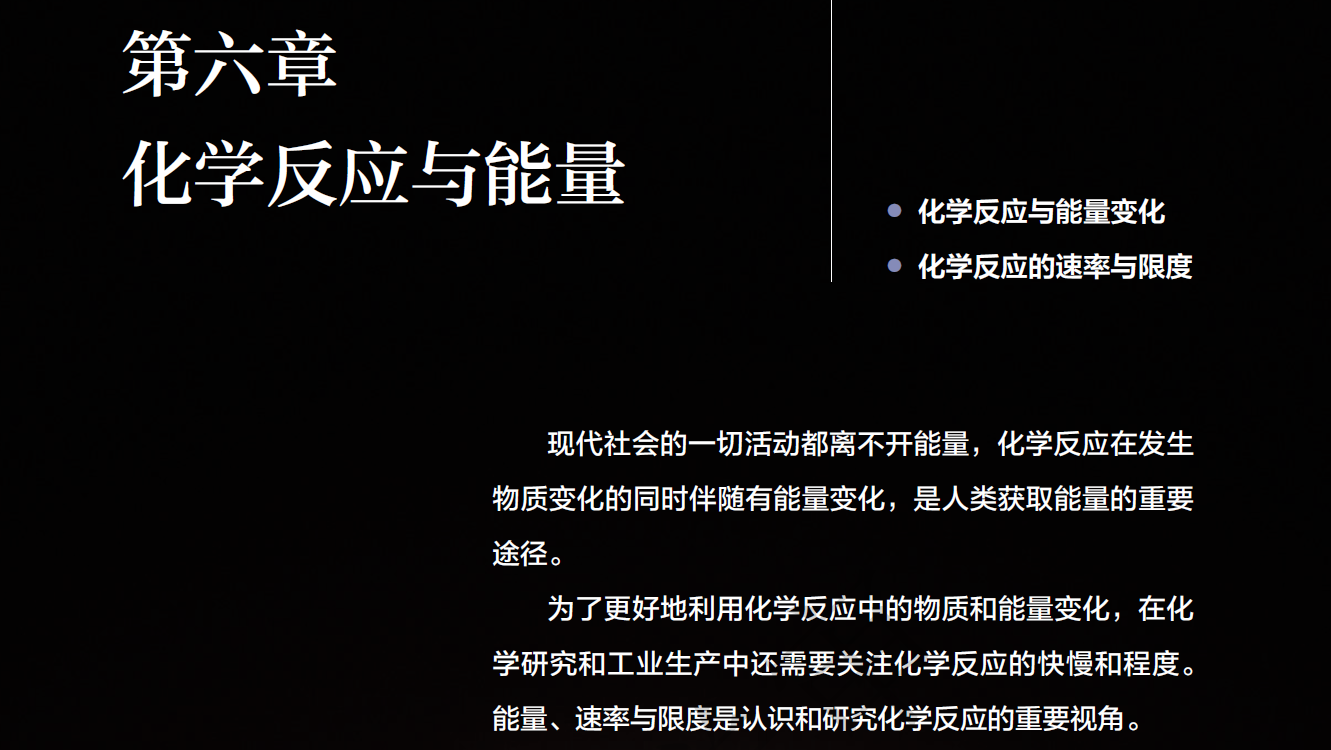 第六章
化学反应与能量
● 化学反应与能量变化
● 化学反应的速率与限度
现代社会的一切活动都离不开能量，化学反应在发生
物质变化的同时伴随有能量变化，是人类获取能量的重要
途径。
为了更好地利用化学反应中的物质和能量变化，在化
学研究和工业生产中还需要关注化学反应的快慢和程度。
能量、速率与限度是认识和研究化学反应的重要视角。